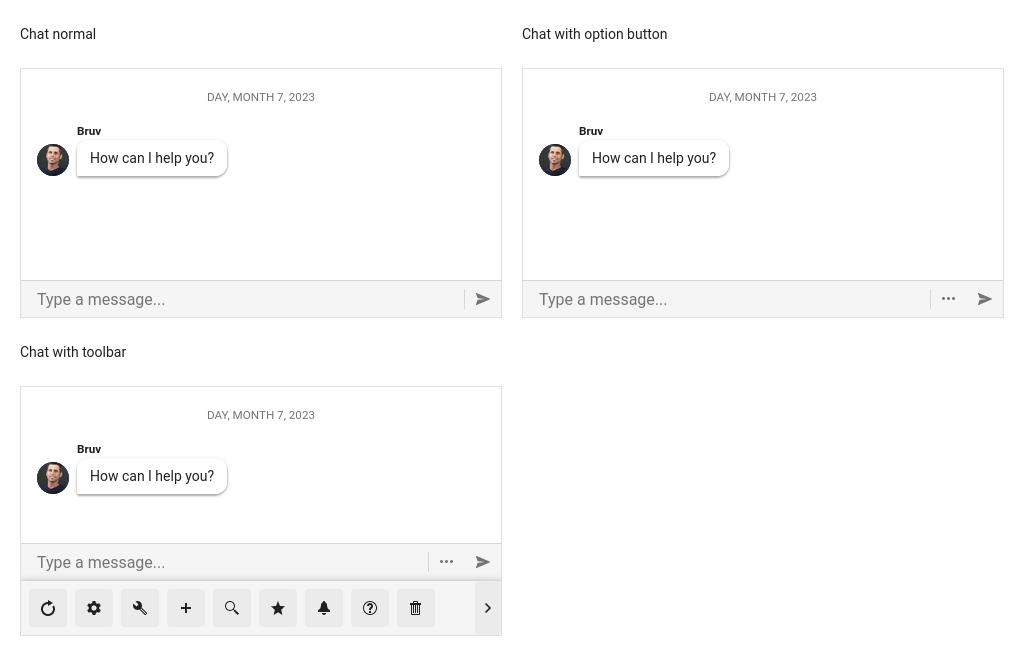 Chat normal
DAY, MONTH 7, 2023
Bruv
How can I help you?
Type a message...
Chat with option button
DAY, MONTH 7, 2023
Bruv
How can I help you?
Type a message...
Chat with toolbar
DAY, MONTH 7, 2023
Bruv
How can I help you?
Type a message...